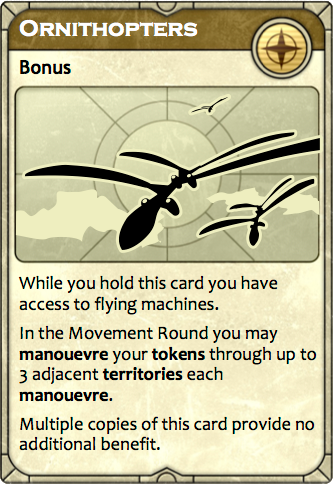 Ornithopters
Bonus
While you hold this card you have
access to flying machines.
In the Movement Round you may
manouevre your tokens through up to
3 adjacent territories each
manouevre.
Multiple copies of this card provide no
additional benefit.